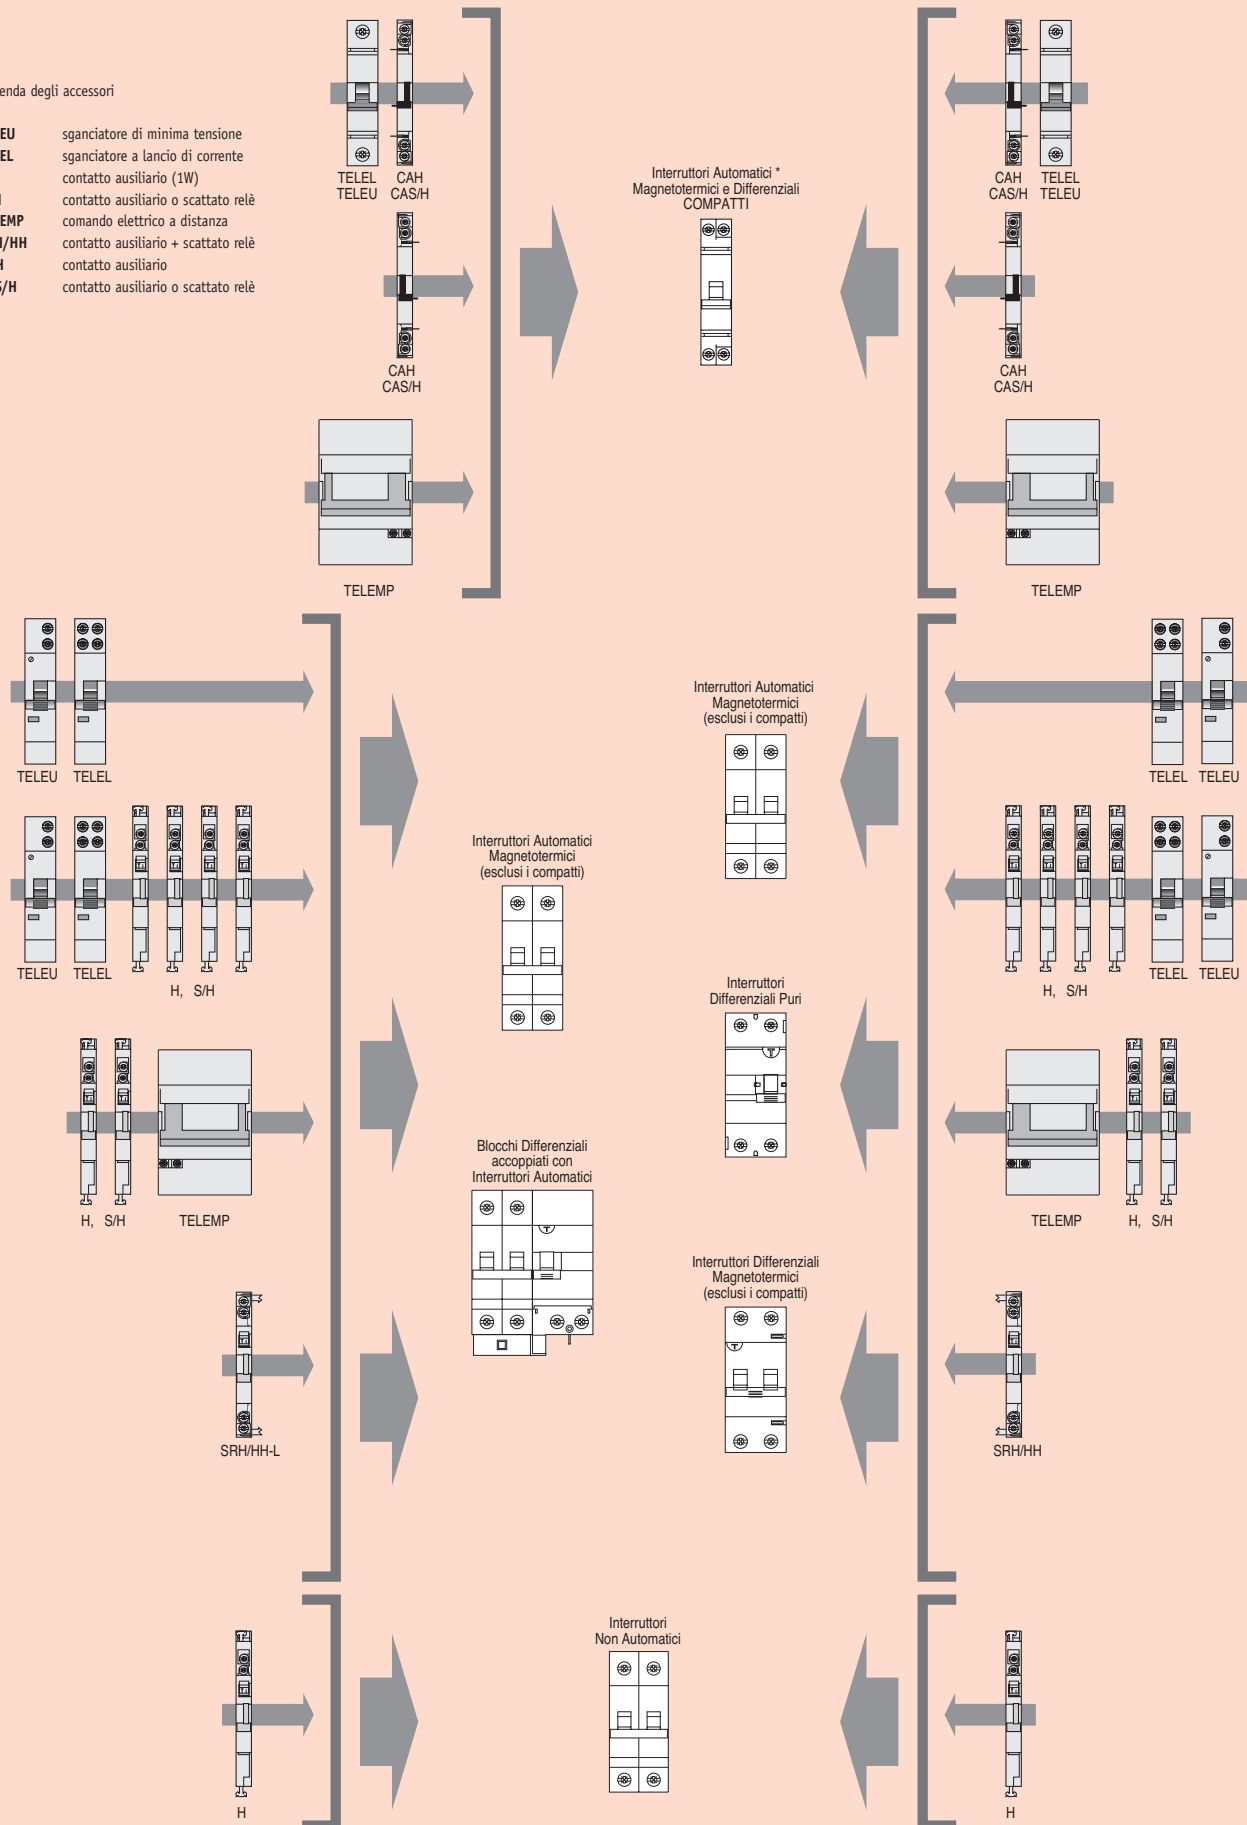 enda degli accessori
EU sganciatore di minima tensione
EL sganciatore a lancio di corrente
contatto ausiliario (1W)
contatto ausiliario o scattato relè
EMP comando elettrico a distanza
/HH contatto ausiliario + scattato relè
H contatto ausiliario
S/H contatto ausiliario o scattato relè
TELEL CAH
TELEU CAS/H
Interruttori Automatici *
Magnetotermici e Differenziali
COMPATTI
CAH TELEL
CAS/H TELEU
CAH
CAS/H
CAH
CAS/H
TELEMP
TELEMP
Interruttori Automatici
Magnetotermici
(esclusi i compatti)
TELEU TELEL
TELEL TELEU
Interruttori Automatici
Magnetotermici
(esclusi i compatti)
TELEU TELEL
H, S/H
TELEL TELEU
H, S/H
Interruttori
Differenziali Puri
Blocchi Differenziali
accoppiati con
Interruttori Automatici
H, S/H TELEMP
TELEMP H, S/H
Interruttori Differenziali
Magnetotermici
(esclusi i compatti)
SRH/HH-L
SRH/HH
Interruttori
Non Automatici
H
H